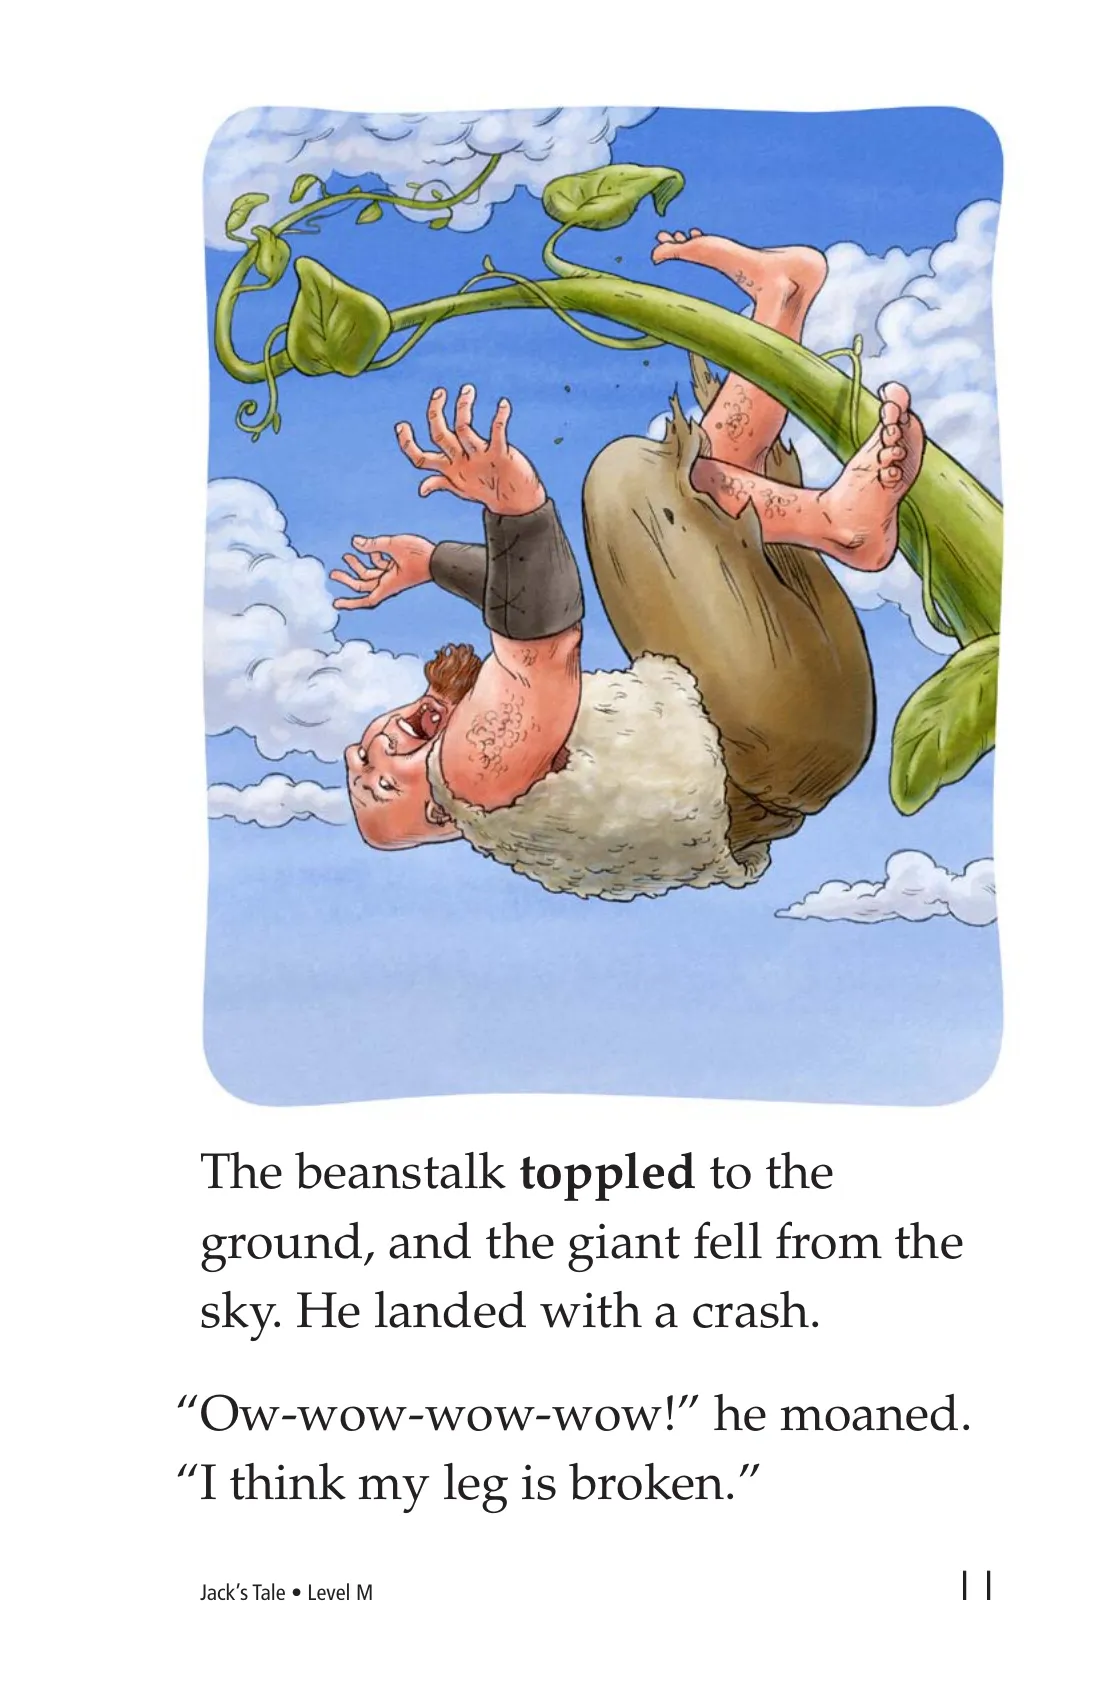 The beanstalk toppled to the
ground, and the giant fell from the
sky. He landed with a crash.
“Ow-wow-wow-wow!” he moaned.
“I think my leg is broken.”
Jack’s Tale • Level M
11